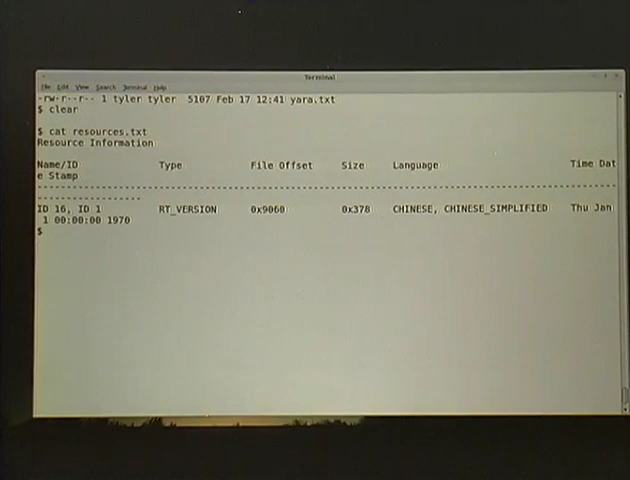 Terminal
File Edit View Search Terminal Help
-rw-r--r-- 1 tyler tyler 5107 Feb 17 12:41 yara.txt
$ clear
$ cat resources.txt
Resource Information
Name/ID Type File Offset Size Language Time Dat
e Stamp
--------------------------------------------------------------------------------
------------------
ID 16, ID 1 RT_VERSION 0x9060 0x378 CHINESE, CHINESE_SIMPLIFIED Thu Jan
1 00:00:00 1970
$